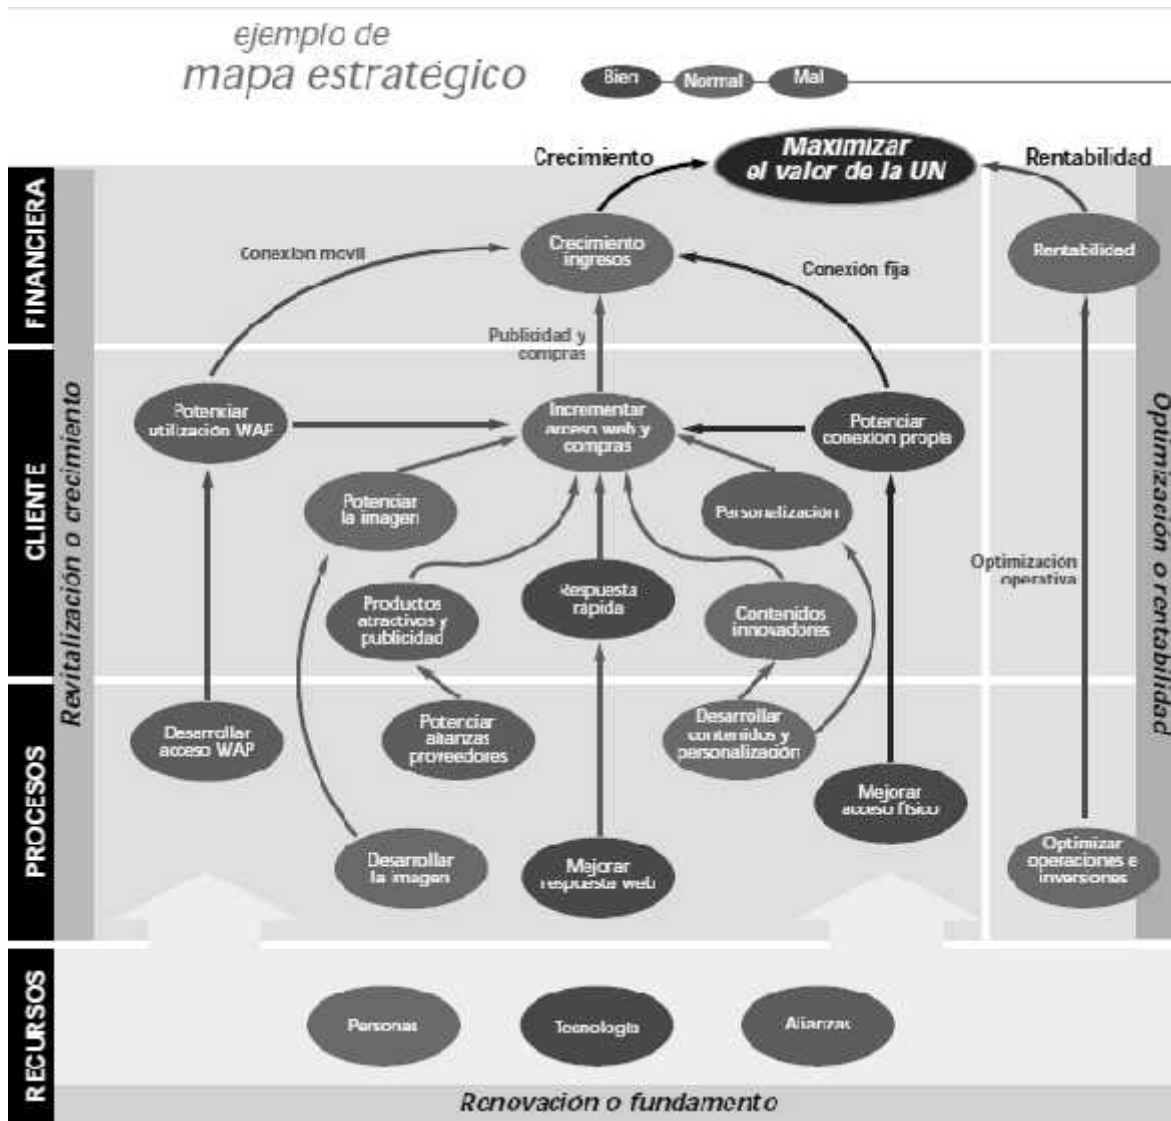 ejemplo de
mapa estratégico
Bien
Normal
Mal
Crecimiento
Maximizar
el valor de la UN
Rentabilidad
FINANCIERA
Conexión móvil
Crecimiento
ingresos
Conexión fija
Rentabilidad
Publicidad y
compras
CLIENTE
Revitalización o crecimiento
Potenciar
utilización WAP
Incrementar
acceso web y
compras
Potenciar
conexión propia
Optimización o rentabilidad
Potenciar
la imagen
Personalización
Productos
atractivos y
publicidad
Respuesta
rápida
Contenidos
innovadores
Optimización
operativa
PROCESOS
Desarrollar
acceso WAP
Potenciar
alianzas
proveedores
Desarrollar
contenidos y
personalización
Mejorar
acceso físico
Desarrollar
la imagen
Mejorar
respuesta web
Optimizar
operaciones e
inversiones
RECURSOS
Personas
Tecnología
Alianzas
Renovación o fundamento